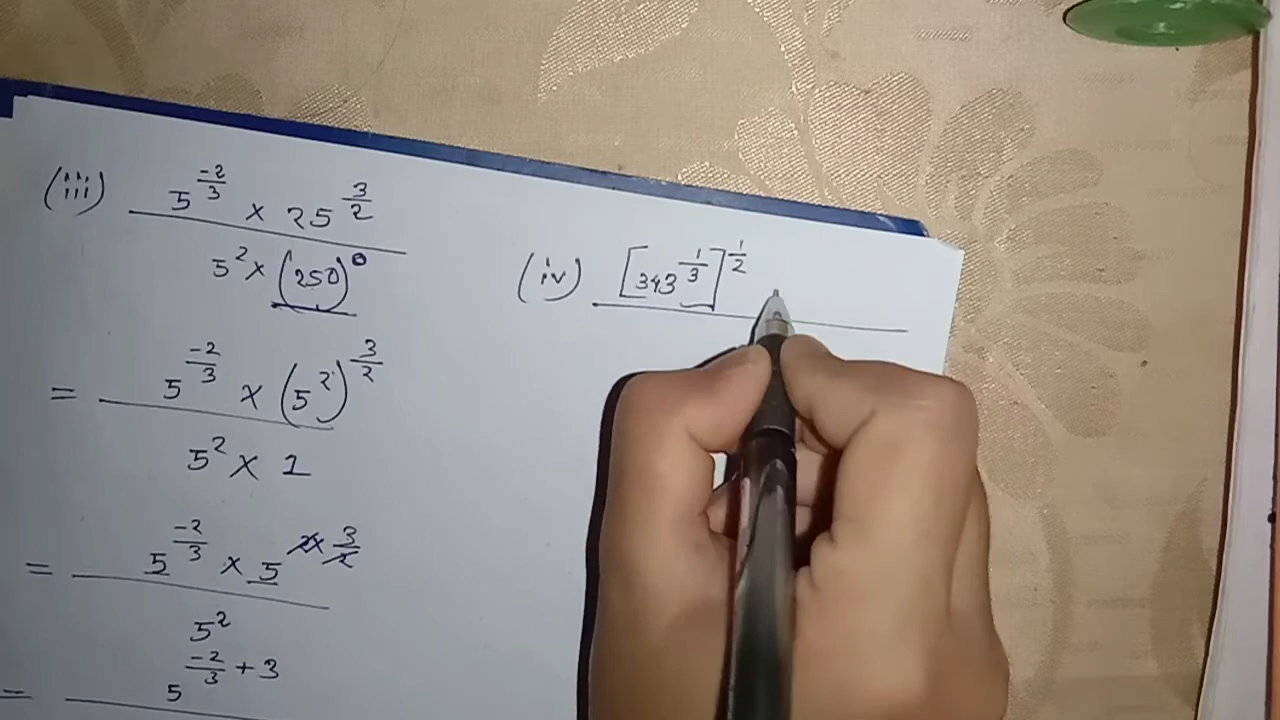 (iii) 5^{-2/3} × 25^{3/2}
5^2 × (250)^0
= 5^{-2/3} × (5^2)^{3/2}
5^2 × 1
= 5^{-2/3} × 5^{2×3/2}
5^2
= 5^{-2/3 + 3}
(iv) [343^{1/3}]^{1/2}